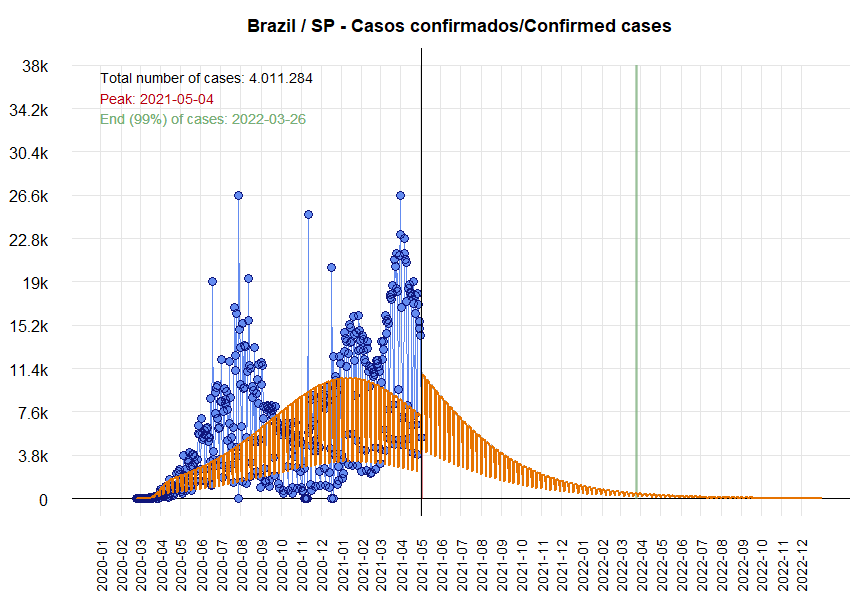 Brazil / SP - Casos confirmados/Confirmed cases
38k
34.2k
30.4k
26.6k
22.8k
19k
15.2k
11.4k
7.6k
3.8k
0
Total number of cases: 4.011.284
Peak: 2021-05-04
End (99%) of cases: 2022-03-26
2020-01
2020-02
2020-03
2020-04
2020-05
2020-06
2020-07
2020-08
2020-09
2020-10
2020-11
2020-12
2021-01
2021-02
2021-03
2021-04
2021-05
2021-06
2021-07
2021-08
2021-09
2021-10
2021-11
2021-12
2022-01
2022-02
2022-03
2022-04
2022-05
2022-06
2022-07
2022-08
2022-09
2022-10
2022-11
2022-12